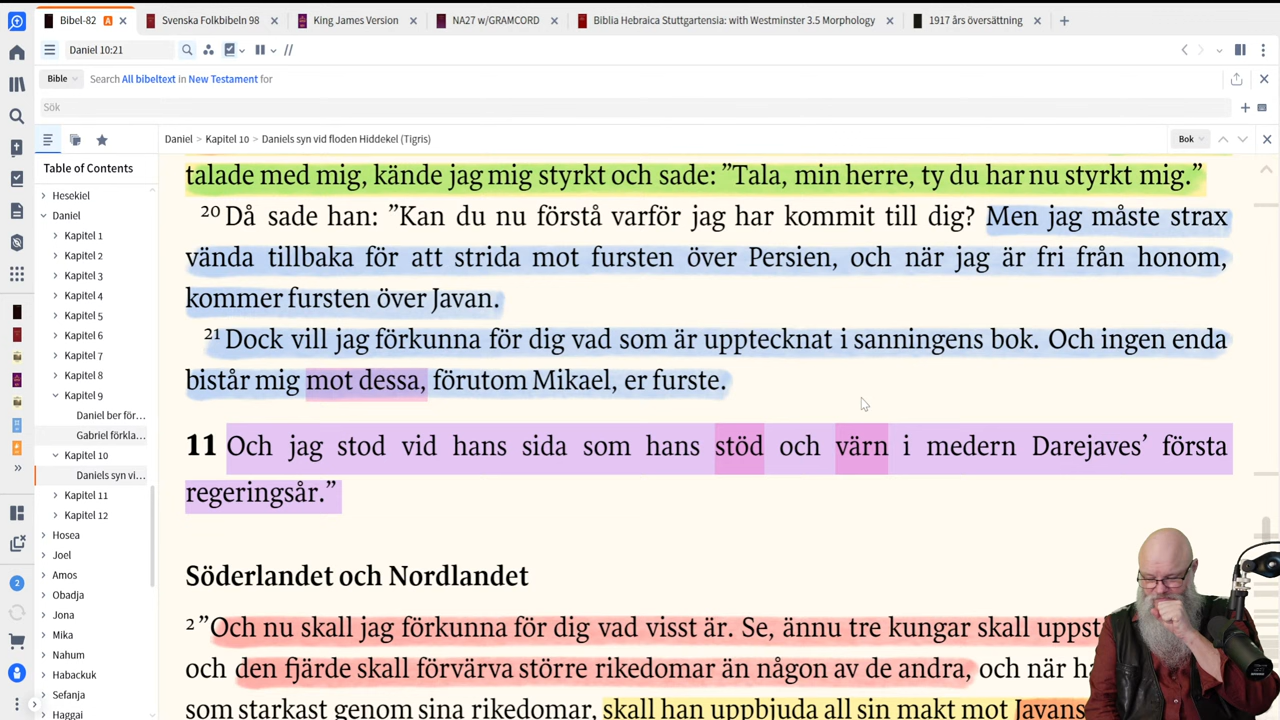 Bibel-82 A
Svenska Folkbibeln 98
King James Version
NA27 w/GRAMCORD
Biblia Hebraica Stuttgartensia: with Westminster 3.5 Morphology
1917 års översättning
Daniel 10:21
Bible
Search All bibeltext in New Testament for
Sök
Daniel > Kapitel 10 > Daniels syn vid floden Hiddekel (Tigris)
Bok
Table of Contents
Hesekiel
Daniel
Kapitel 1
Kapitel 2
Kapitel 3
Kapitel 4
Kapitel 5
Kapitel 6
Kapitel 7
Kapitel 8
Kapitel 9
Daniel ber för...
Gabriel förkla...
Kapitel 10
Daniels syn vi...
Kapitel 11
Kapitel 12
Hosea
Joel
Amos
Obadja
Jona
Mika
Nahum
Habackuk
Sefanja
Haggai
2
talade med mig, kände jag mig styrkt och sade: ”Tala, min herre, ty du har nu styrkt mig.”
20 Då sade han: ”Kan du nu förstå varför jag har kommit till dig? Men jag måste strax
vända tillbaka för att strida mot fursten över Persien, och när jag är fri från honom,
kommer fursten över Javan.
21 Dock vill jag förkunna för dig vad som är upptecknat i sanningens bok. Och ingen enda
bistår mig mot dessa, förutom Mikael, er furste.
11 Och jag stod vid hans sida som hans stöd och värn i medern Darejaves’ första
regeringsår.”
Söderlandet och Nordlandet
2 ”Och nu skall jag förkunna för dig vad visst är. Se, ännu tre kungar skall uppst
och den fjärde skall förvärva större rikedomar än någon av de andra, och när ha
som starkast genom sina rikedomar, skall han uppbjuda all sin makt mot Javans